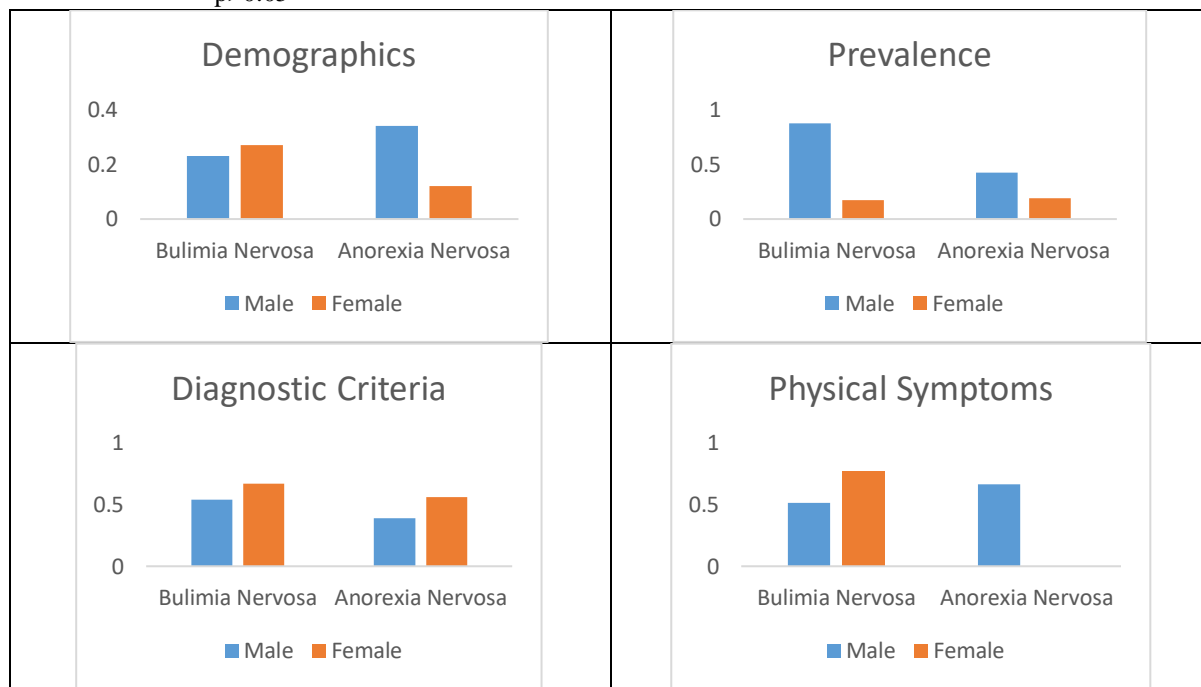 Demographics
0.4
0.2
0
Bulimia Nervosa Anorexia Nervosa
Male Female
Prevalence
1
0.5
0
Bulimia Nervosa Anorexia Nervosa
Male Female
Diagnostic Criteria
1
0.5
0
Bulimia Nervosa Anorexia Nervosa
Male Female
Physical Symptoms
1
0.5
0
Bulimia Nervosa Anorexia Nervosa
Male Female